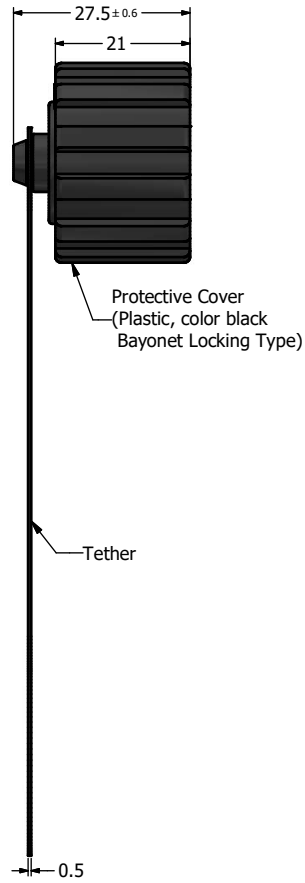 27.5 ± 0.6
21
Protective Cover
(Plastic, color black
Bayonet Locking Type)
Tether
0.5